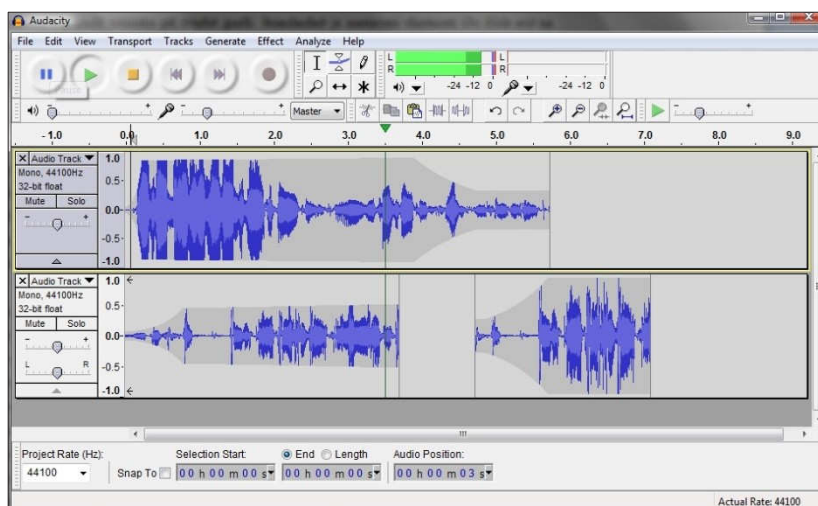 Audacity
File Edit View Transport Tracks Generate Effect Analyze Help
L L
R R
-24 -12 0 -24 -12 0
Master
- 1.0 0.0 1.0 2.0 3.0 4.0 5.0 6.0 7.0 8.0 9.0
X Audio Track 1.0
Mono, 44100Hz
32-bit float 0.5-
Mute Solo
- + 0.0-
-0.5-
-1.0
X Audio Track 1.0
Mono, 44100Hz
32-bit float 0.5-
Mute Solo
- + 0.0-
L R
-0.5-
-1.0
Project Rate (Hz): Selection Start: End Length Audio Position:
44100 Snap To 00 h 00 m 00 s 00 h 00 m 00 s 00 h 00 m 03 s
Actual Rate: 44100